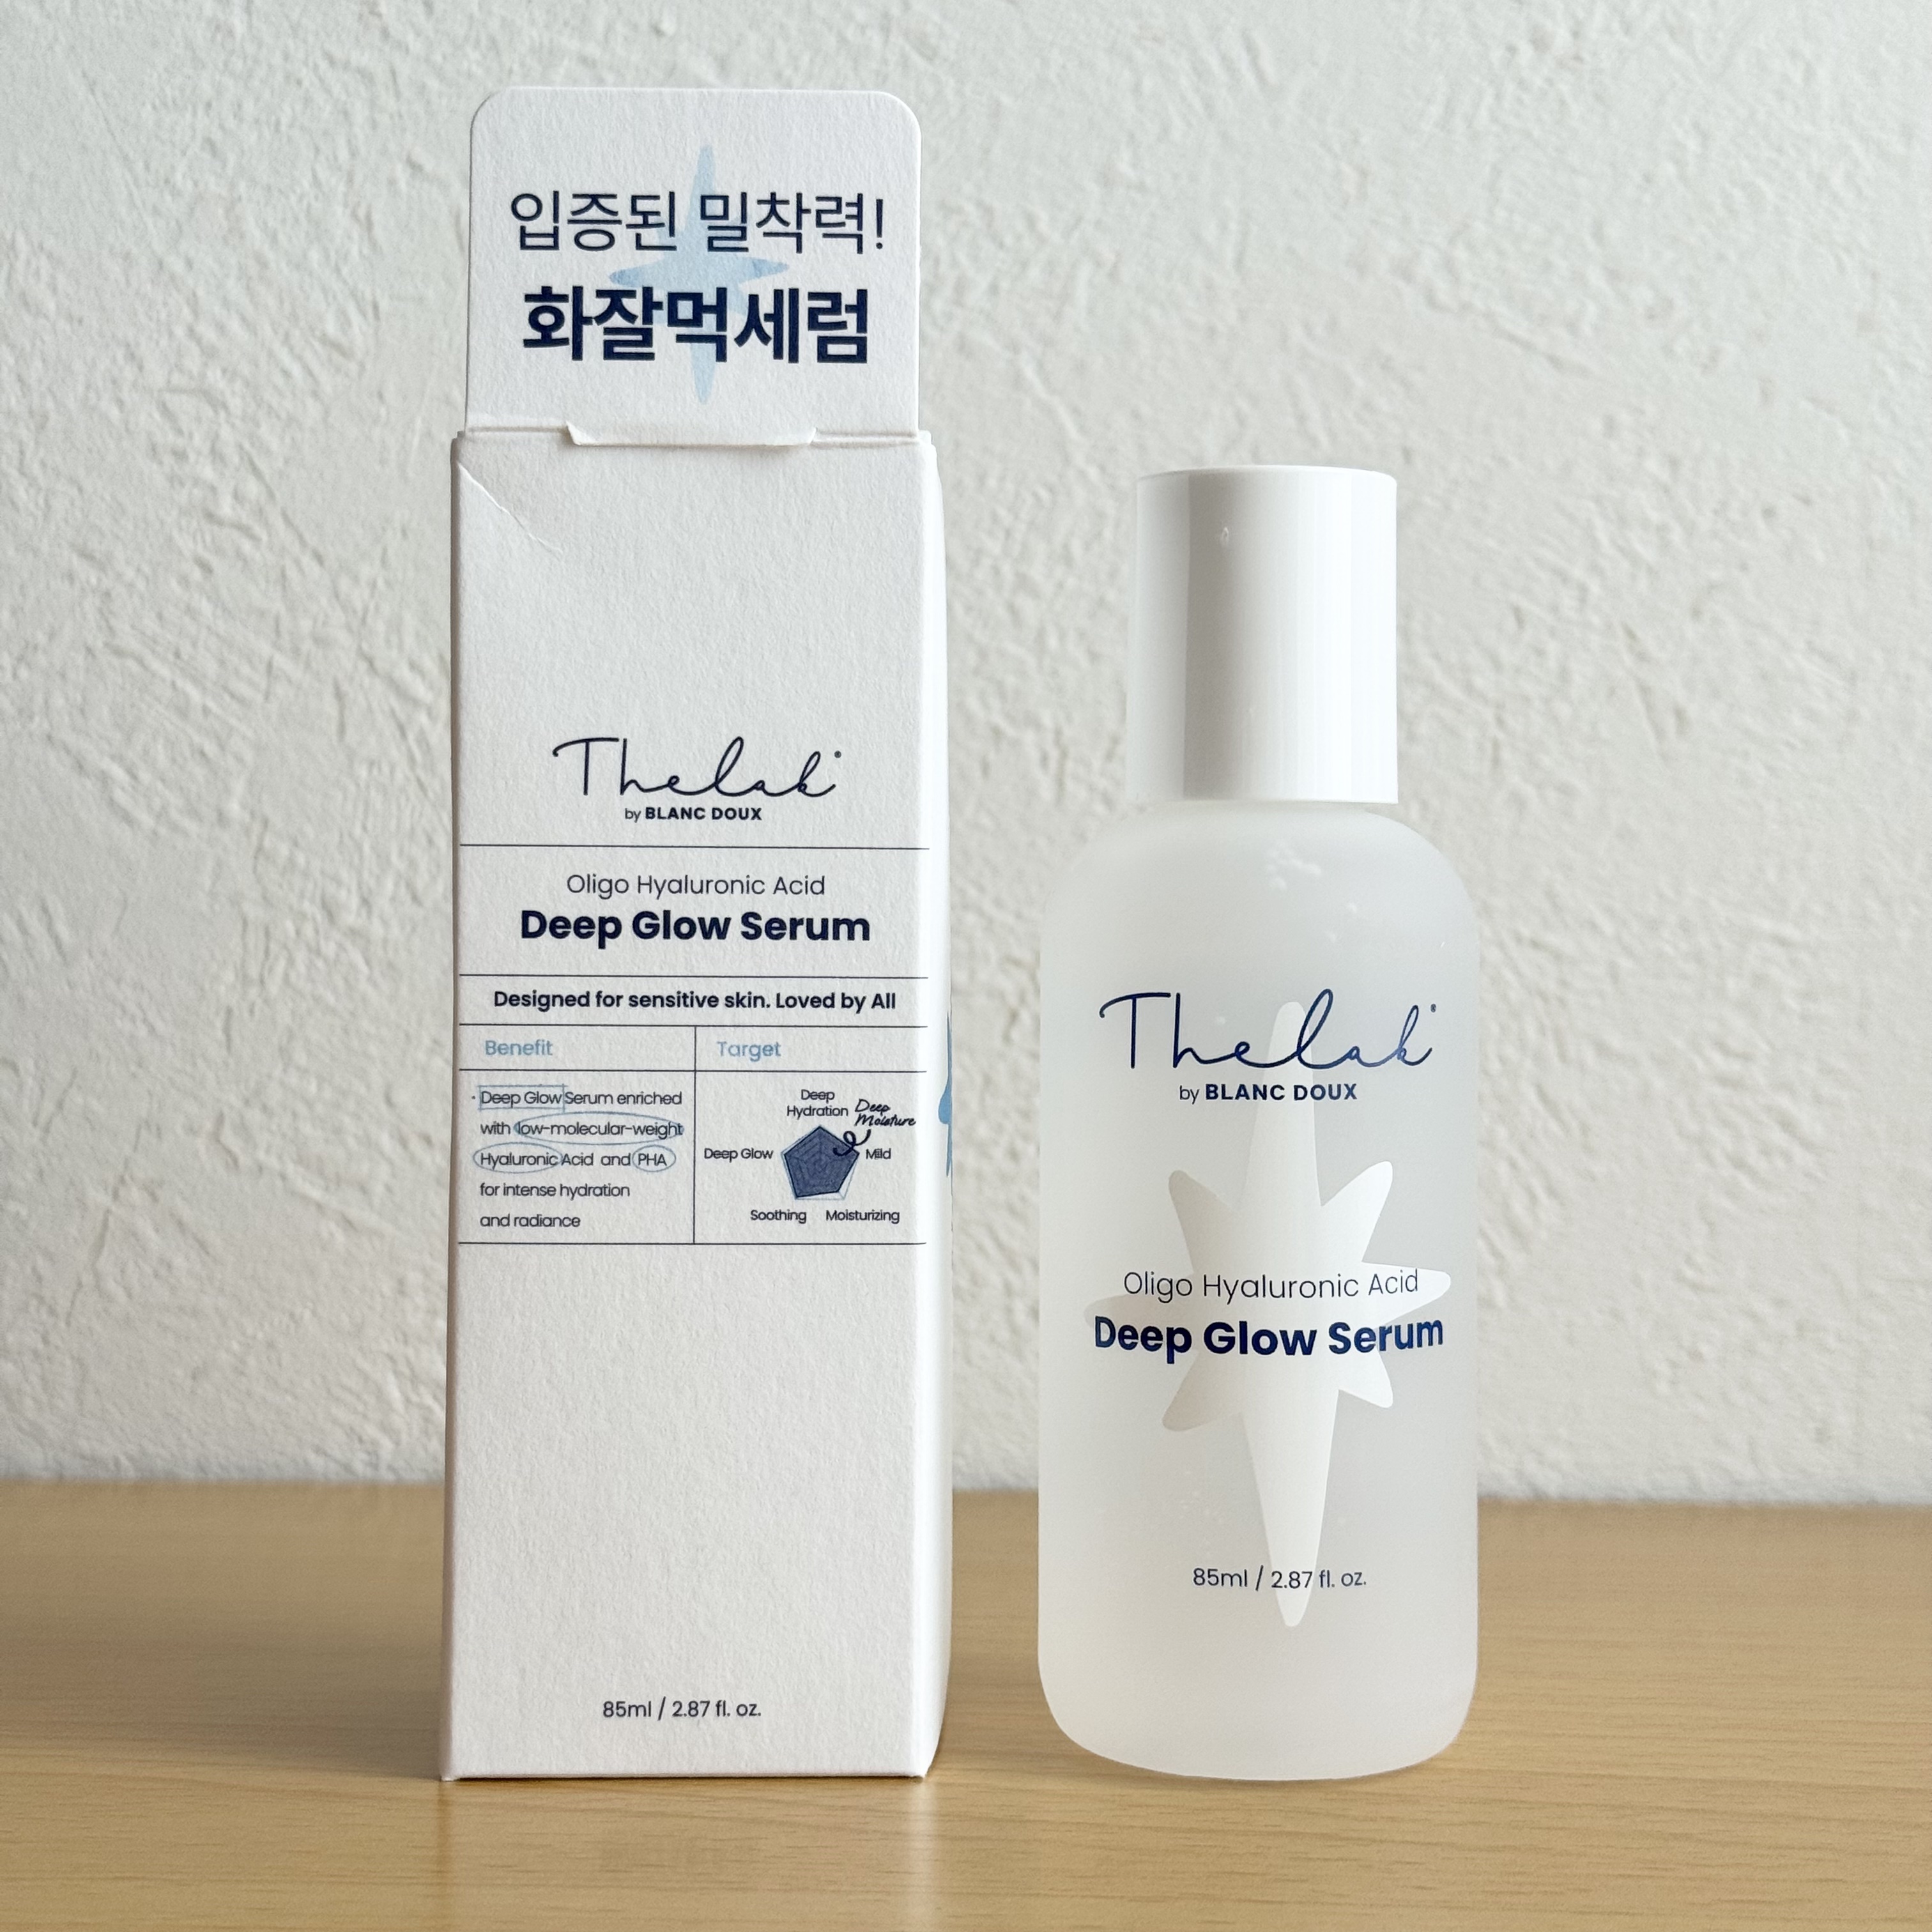 입증된 밀착력!
화잘먹세럼
Thelak®
by BLANC DOUX
Oligo Hyaluronic Acid
Deep Glow Serum
Designed for sensitive skin. Loved by All
Benefit
Target
· Deep Glow Serum enriched
with low-molecular-weight
Hyaluronic Acid and PHA
for intense hydration
and radiance
Deep
Hydration
Deep
Moisture
Deep Glow
Mild
Soothing
Moisturizing
85ml / 2.87 fl. oz.
Thelak®
by BLANC DOUX
Oligo Hyaluronic Acid
Deep Glow Serum
85ml / 2.87 fl. oz.